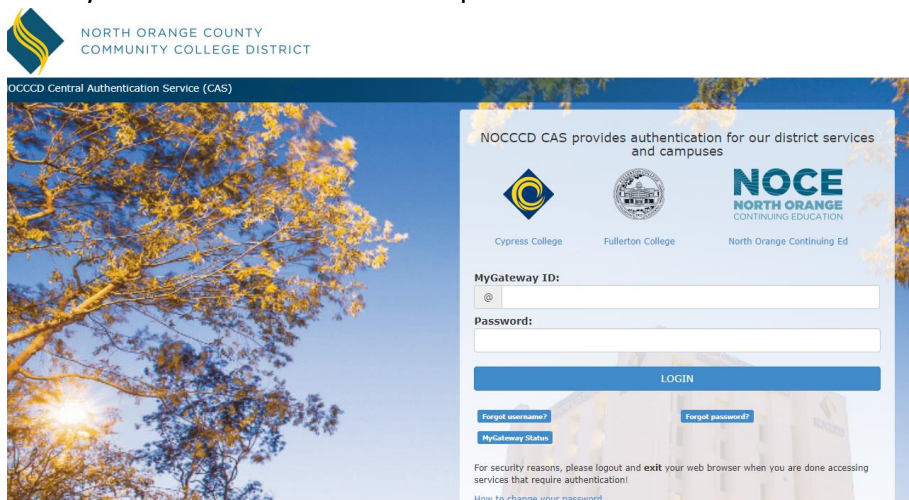 NORTH ORANGE COUNTY
COMMUNITY COLLEGE DISTRICT
OCCCD Central Authentication Service (CAS)
NOCCCD CAS provides authentication for our district services
and campuses
NOCE
NORTH ORANGE
CONTINUING EDUCATION
Cypress College
Fullerton College
North Orange Continuing Ed
MyGateway ID:
@
Password:
LOGIN
Forgot username?
Forgot password?
MyGateway Status
For security reasons, please logout and exit your web browser when you are done accessing
services that require authentication!
How to change your password